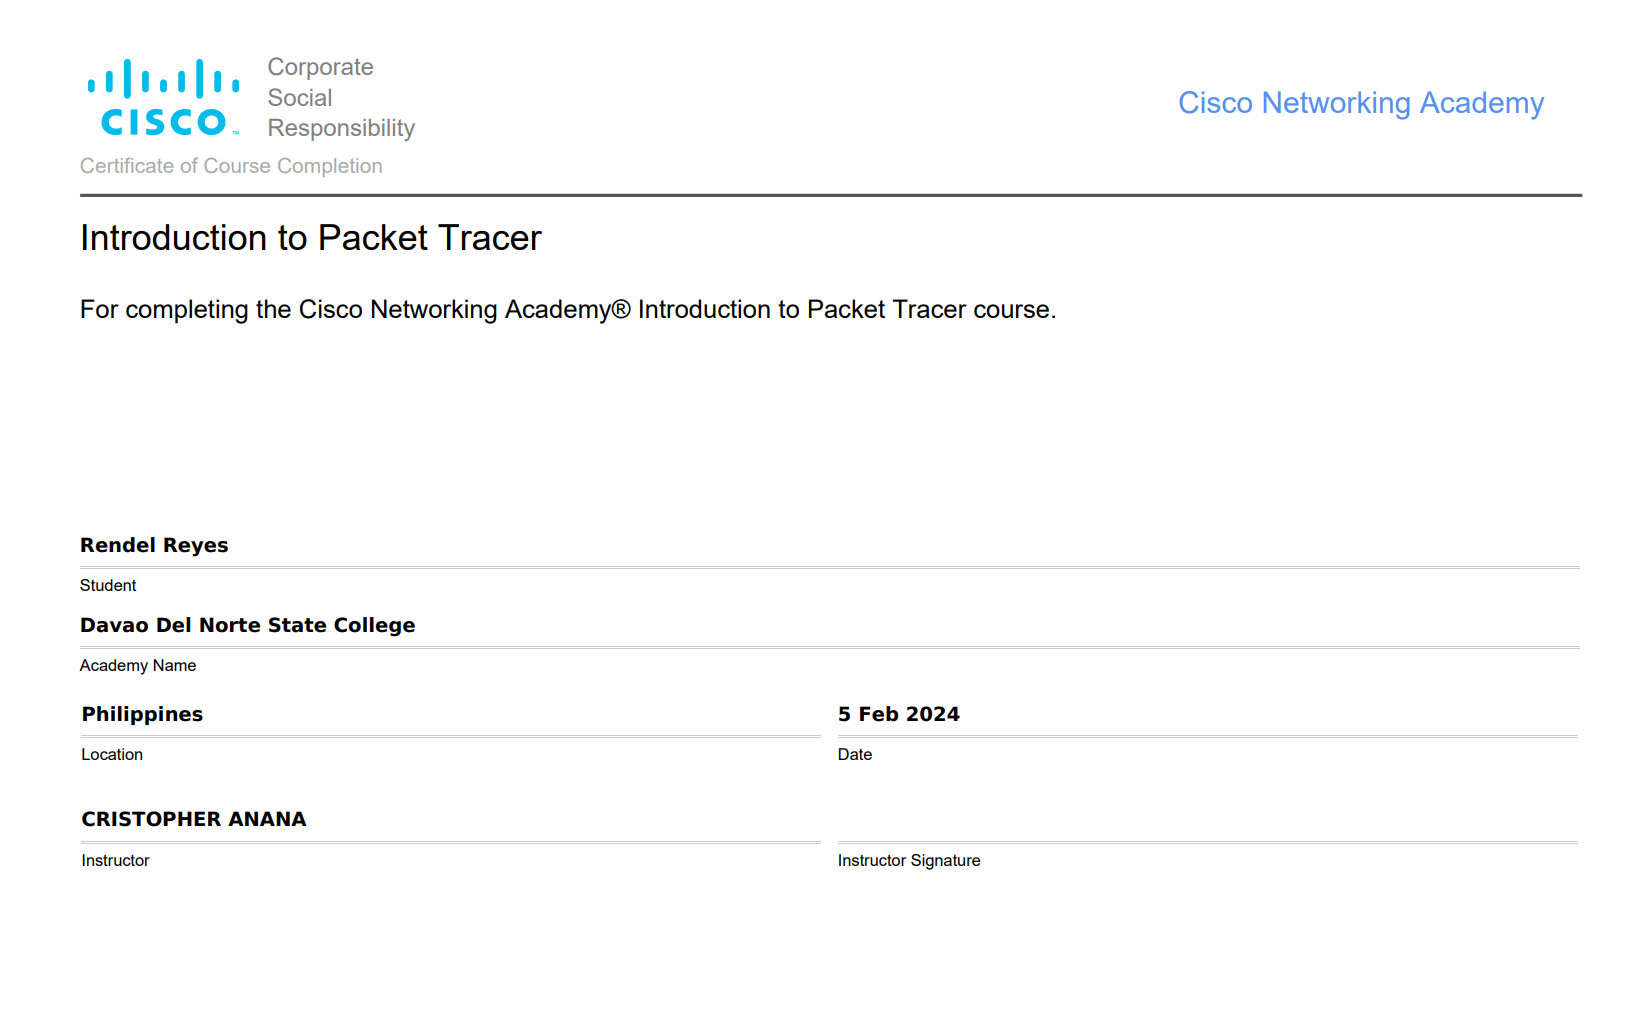 Corporate
Social
Responsibility
CISCO™
Cisco Networking Academy
Certificate of Course Completion
Introduction to Packet Tracer
For completing the Cisco Networking Academy® Introduction to Packet Tracer course.
Rendel Reyes
Student
Davao Del Norte State College
Academy Name
Philippines
5 Feb 2024
Location
Date
CRISTOPHER ANANA
Instructor
Instructor Signature